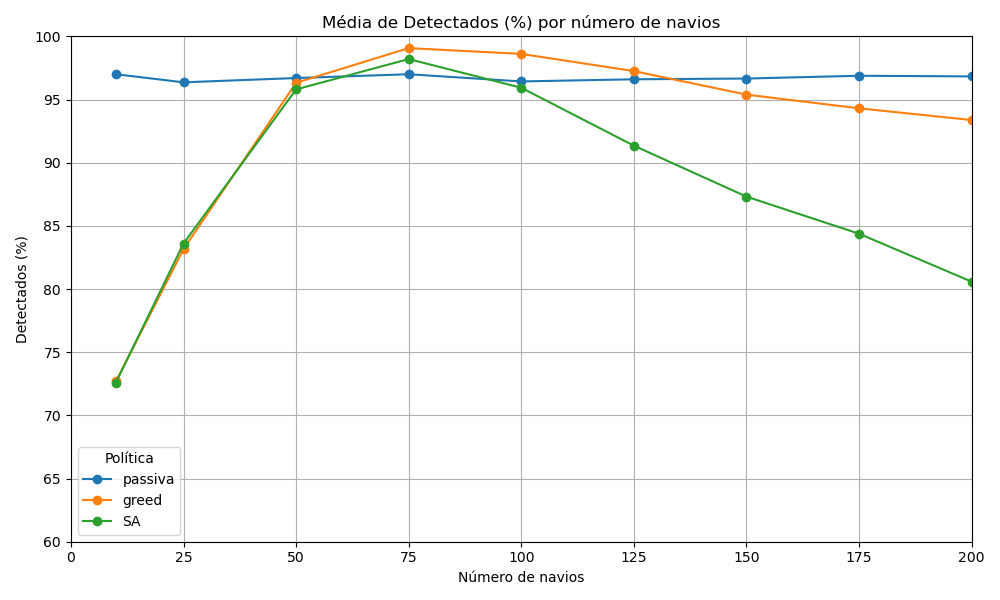 Média de Detectados (%) por número de navios
Detectados (%)
100
95
90
85
80
75
70
65
60
Política
passiva
greed
SA
0 25 50 75 100 125 150 175 200
Número de navios